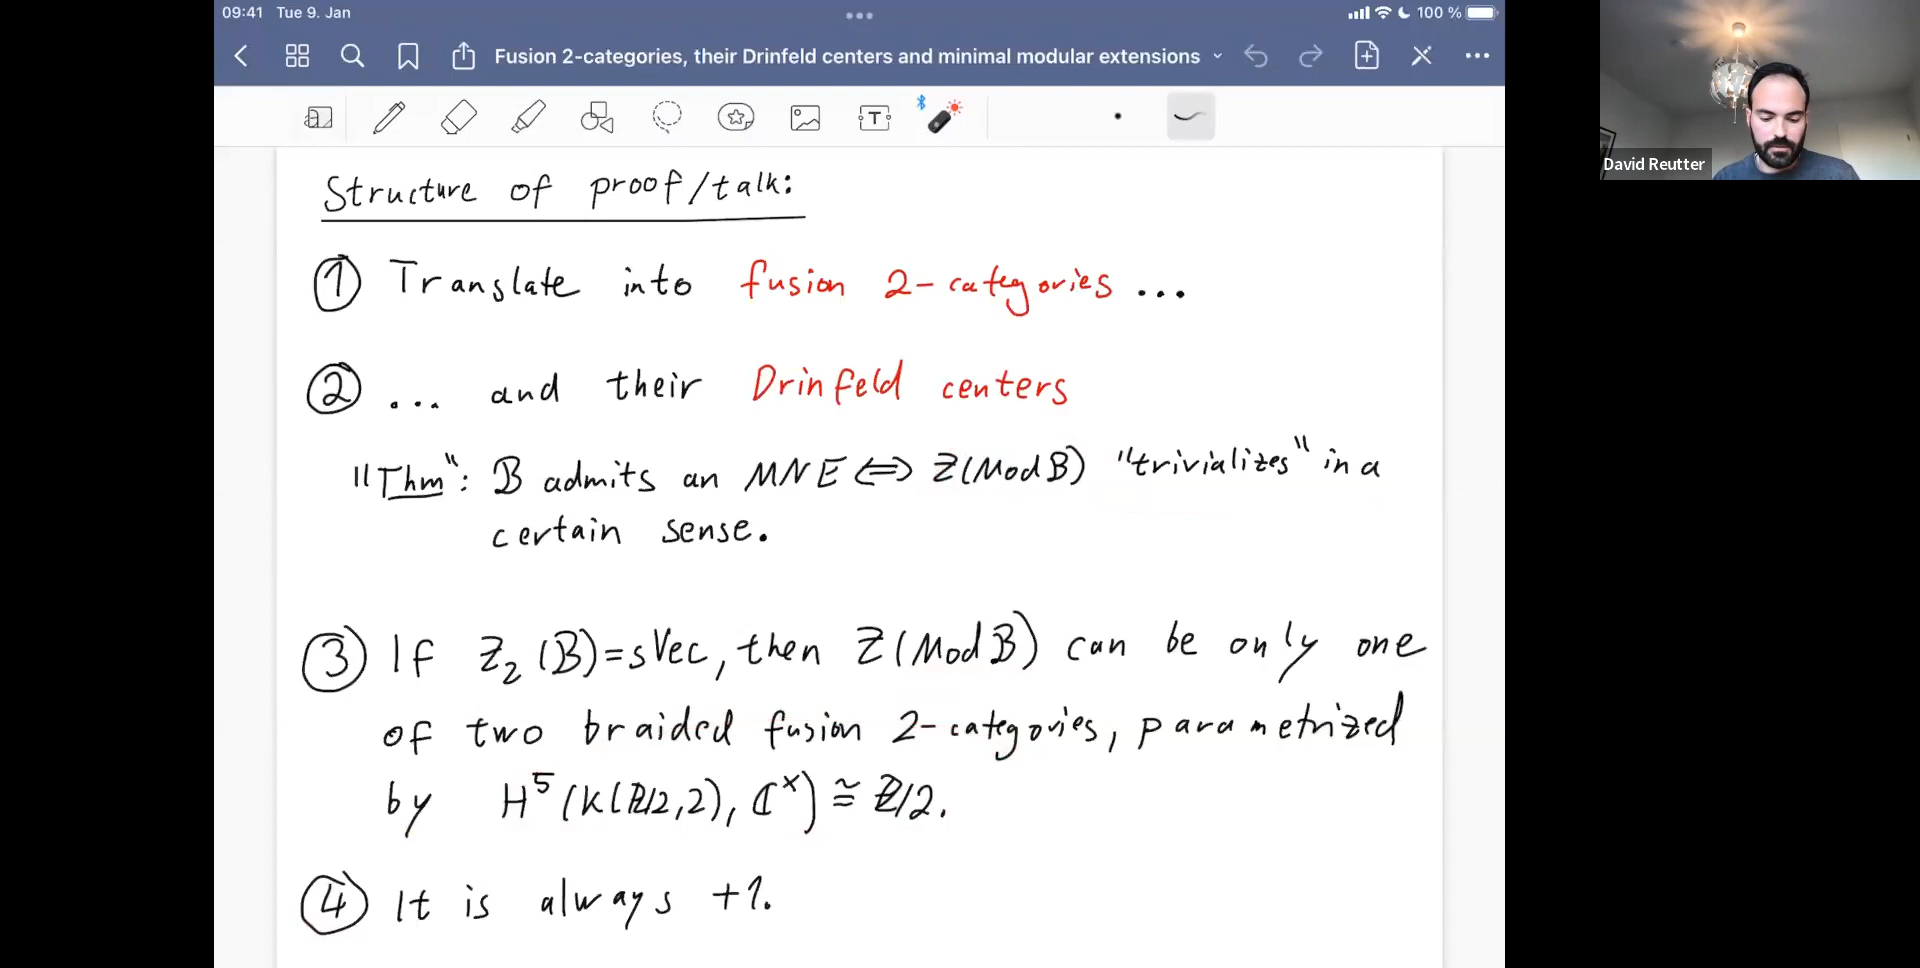 09:41 Tue 9. Jan
100 %
Fusion 2-categories, their Drinfeld centers and minimal modular extensions
T
David Reutter
Structure of proof/talk:
① Translate into fusion 2-categories ...
② ... and their Drinfeld centers
"Thm": B admits an MNE ⇔ Z(Mod B) "trivializes" in a
certain sense.
③ If Z₂(B)=sVec, then Z(Mod B) can be only one
of two braided fusion 2-categories, parametrized
by H⁵(K(ℤ/2,2), ℂˣ) ≅ ℤ/2.
④ It is always +1.